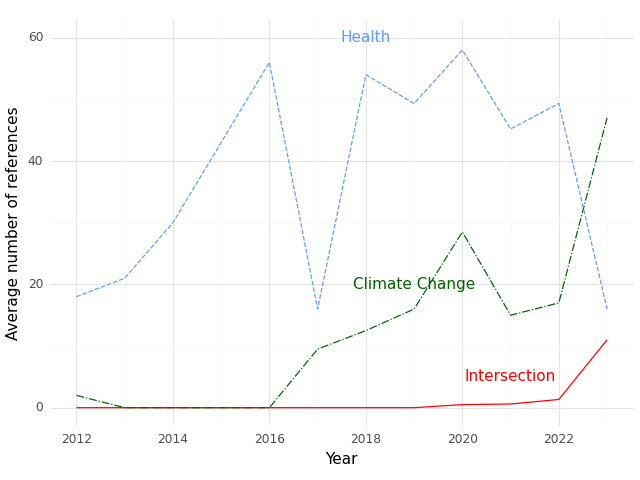 60
40
20
0
Average number of references
Health
Climate Change
Intersection
2012 2014 2016 2018 2020 2022
Year